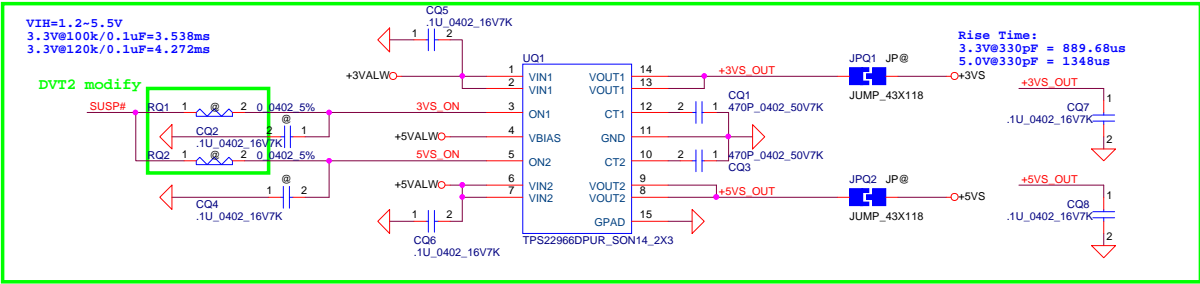 VIH=1.2~5.5V
3.3V@100k/0.1uF=3.538ms
3.3V@120k/0.1uF=4.272ms
DVT2 modify
SUSP#
RQ1 1 @ 2 0_0402_5%
CQ2 2 1 @
.1U_0402_16V7K
RQ2 1 @ 2 0_0402_5%
@
1 2
CQ4
.1U_0402_16V7K
CQ5
.1U_0402_16V7K
1 2
+3VALW
3VS_ON
+5VALW
5VS_ON
+5VALW
1 2
CQ6
.1U_0402_16V7K
UQ1
1 VIN1 VOUT1 14
2 VIN1 VOUT1 13
3 ON1 CT1 12
4 VBIAS GND 11
5 ON2 CT2 10
6 VIN2 VOUT2 9
7 VIN2 VOUT2 8
GPAD 15
TPS22966DPUR_SON14_2X3
+3VS_OUT
CQ1
2 1 470P_0402_50V7K
2 1 470P_0402_50V7K
CQ3
+5VS_OUT
JPQ1 JP@
+3VS
JUMP_43X118
JPQ2 JP@
+5VS
JUMP_43X118
Rise Time:
3.3V@330pF = 889.68us
5.0V@330pF = 1348us
+3VS_OUT
1
CQ7
.1U_0402_16V7K
2
+5VS_OUT
1
CQ8
.1U_0402_16V7K
2